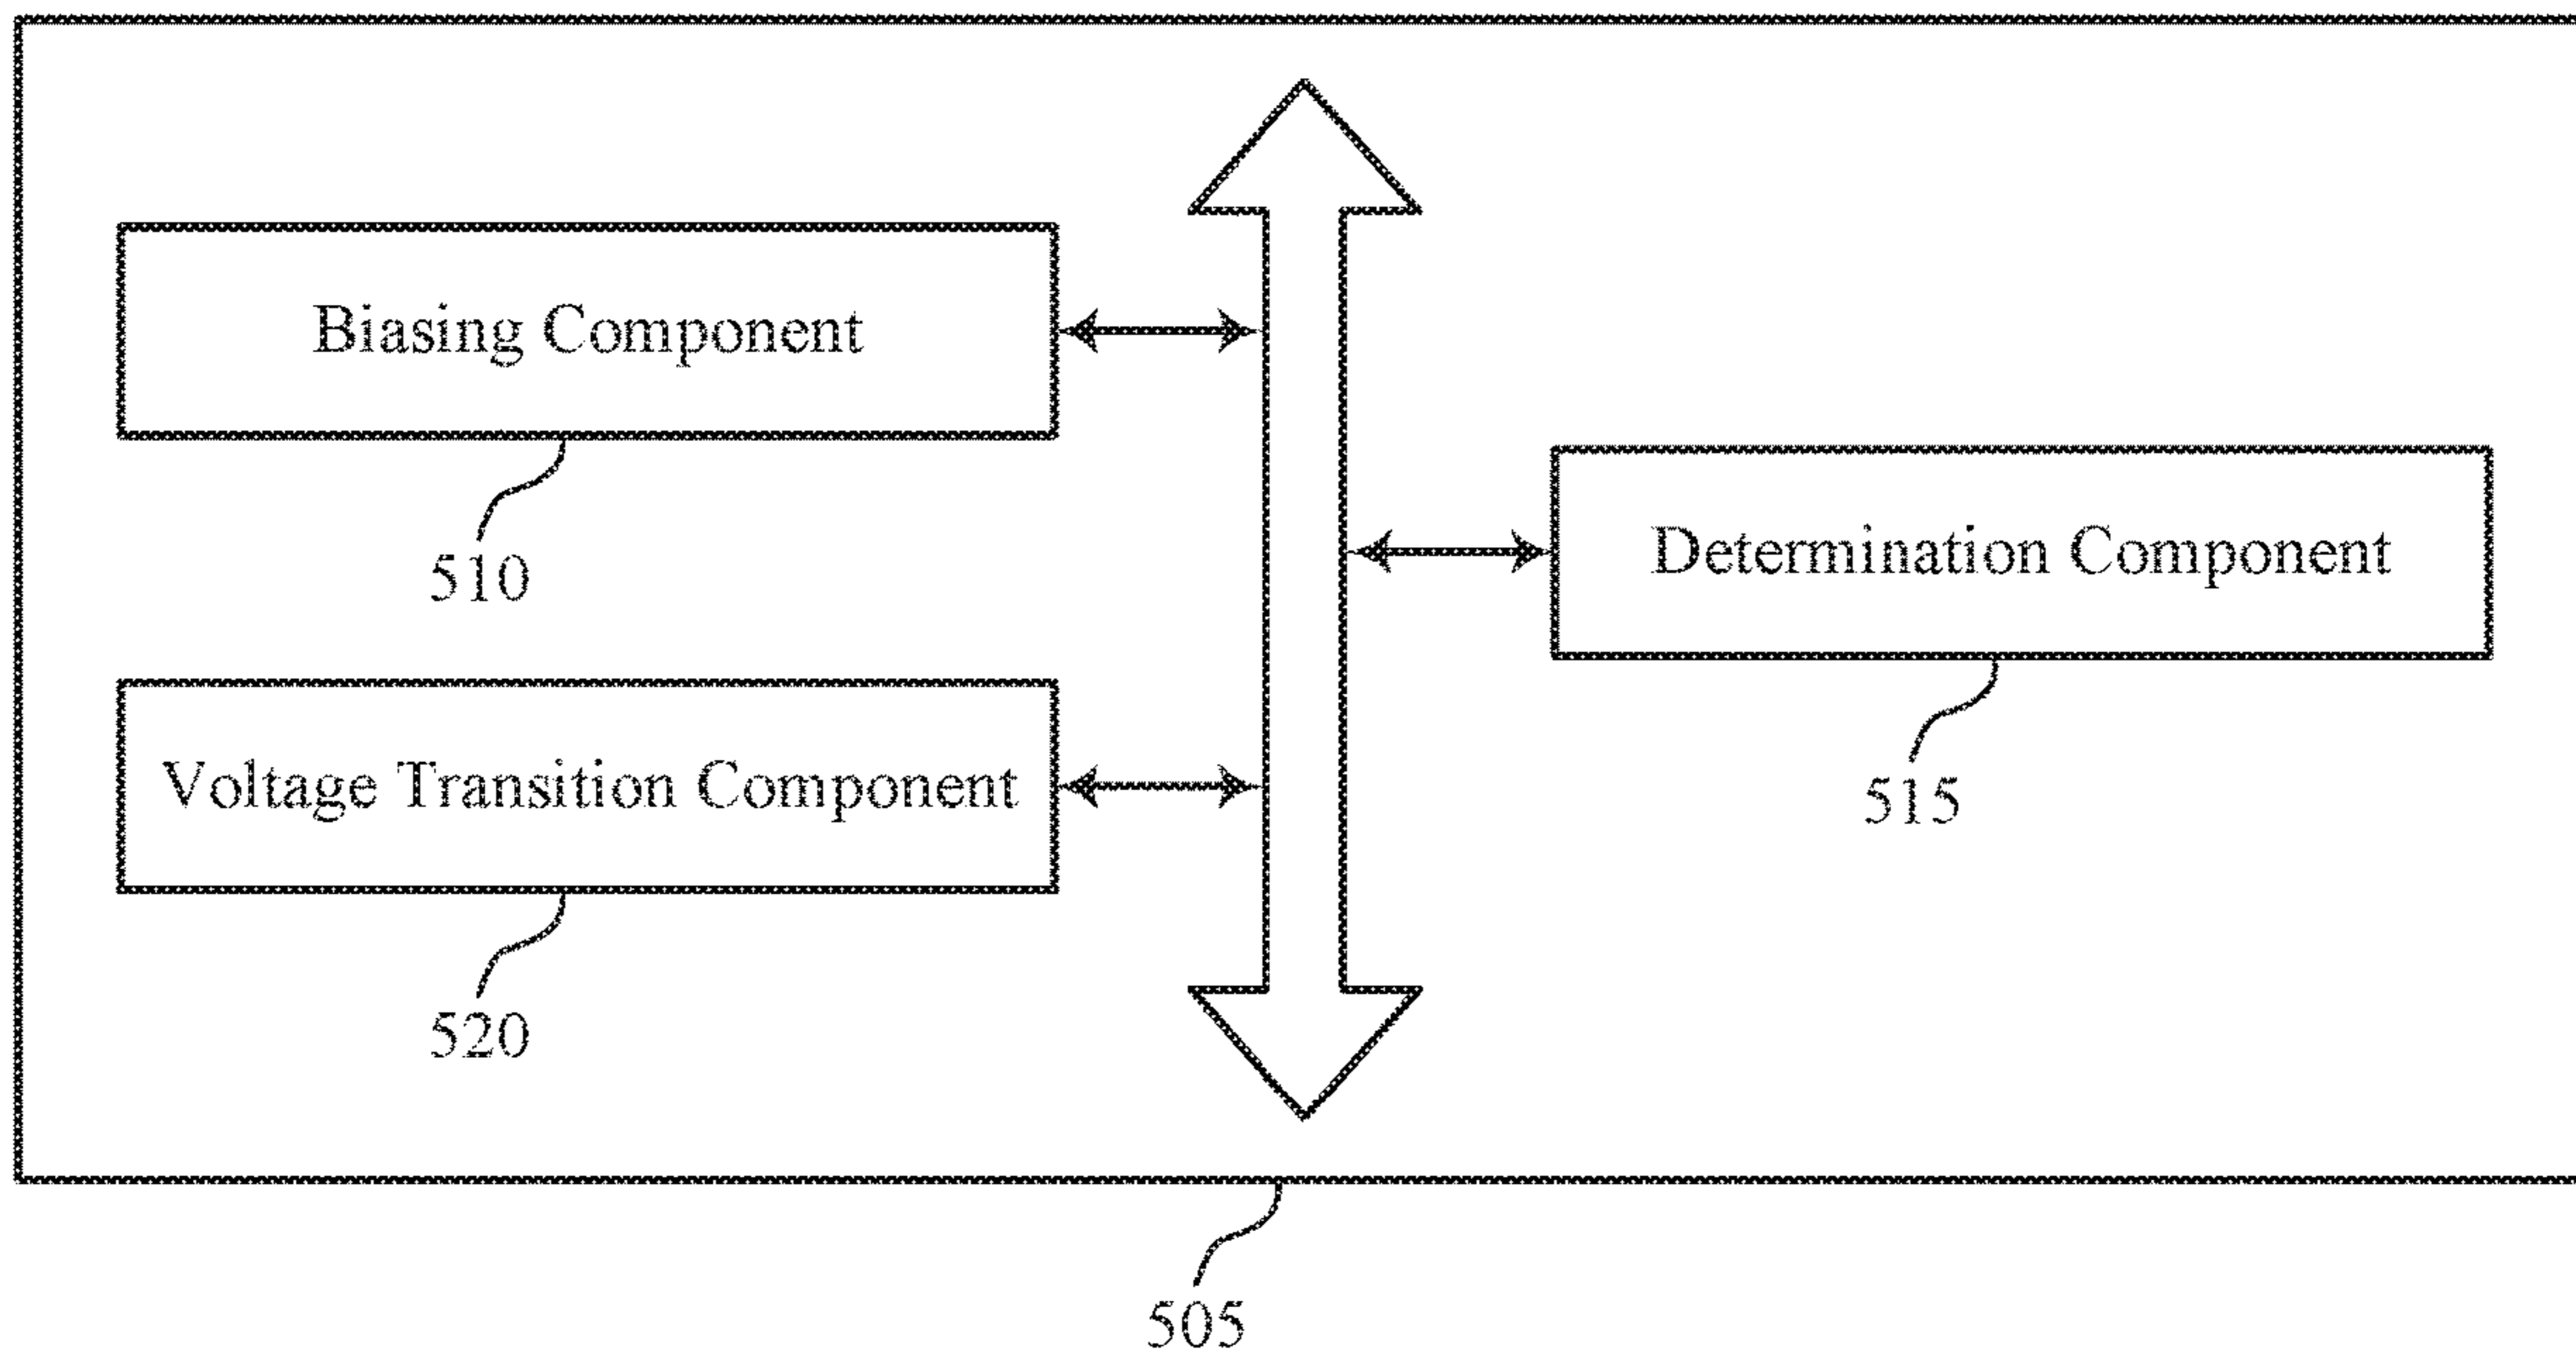 Biasing Component
510
Determination Component
515
Voltage Transition Component
520
505